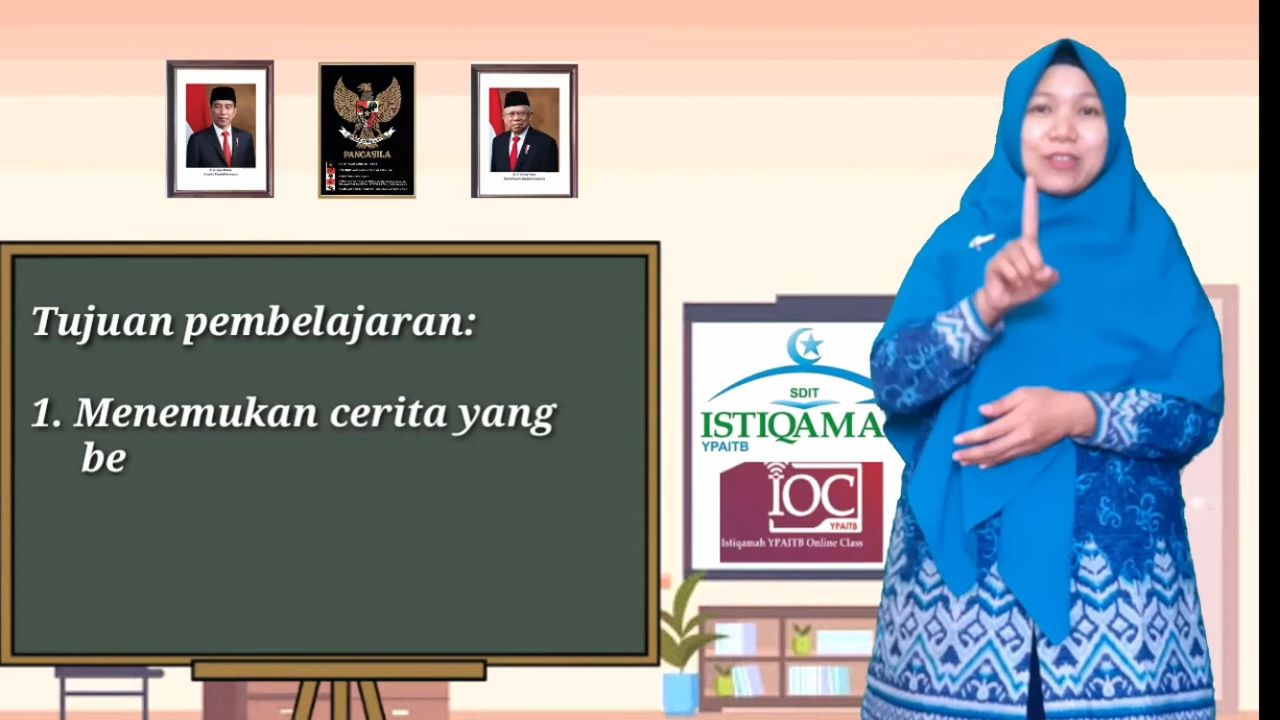 PANCASILA
Tujuan pembelajaran:
1. Menemukan cerita yang
be
SDIT
ISTIQAMA
YPAITB
IOC
YPAITB
Istiqamah YPAITB Online Class